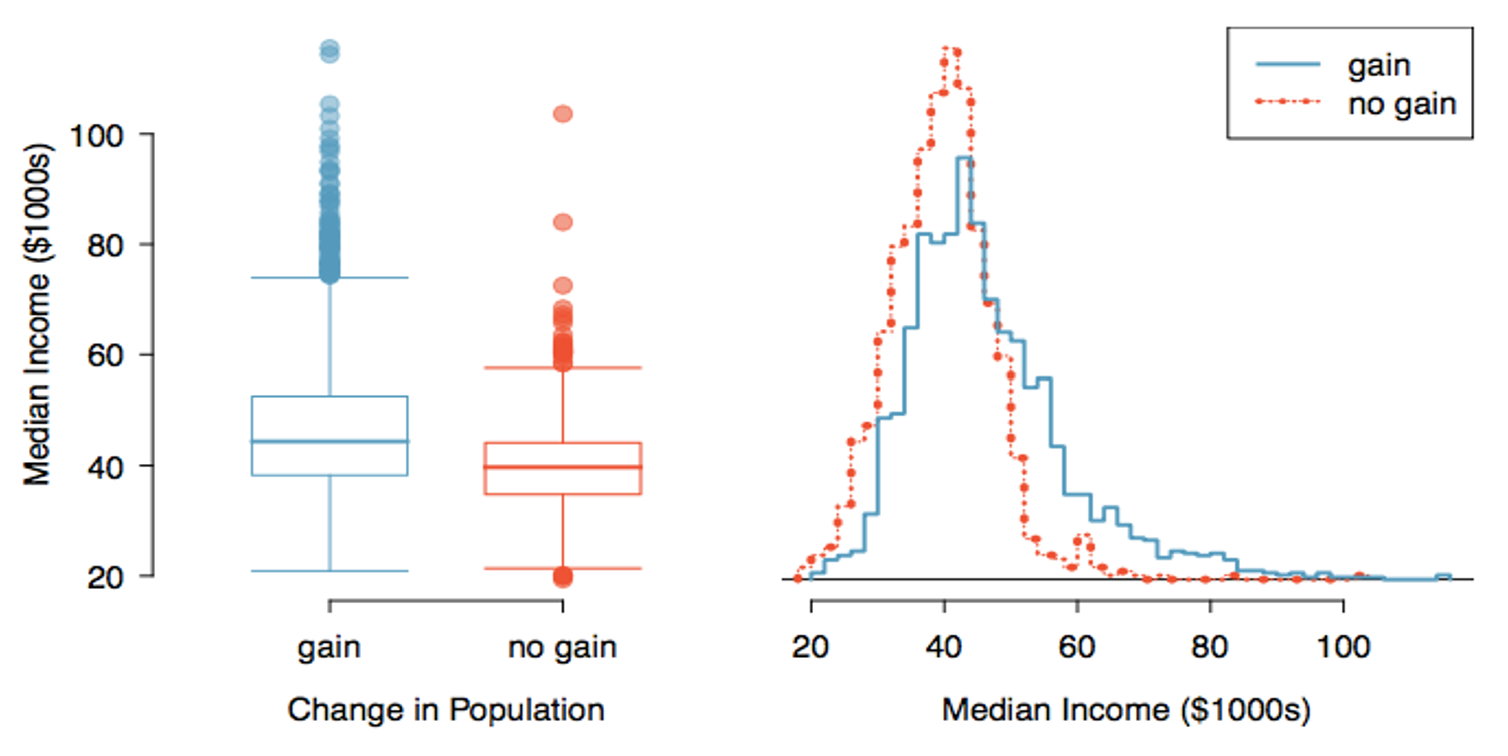 Median Income ($1000s)
100
80
60
40
20
gain no gain
Change in Population
gain
no gain
20 40 60 80 100
Median Income ($1000s)